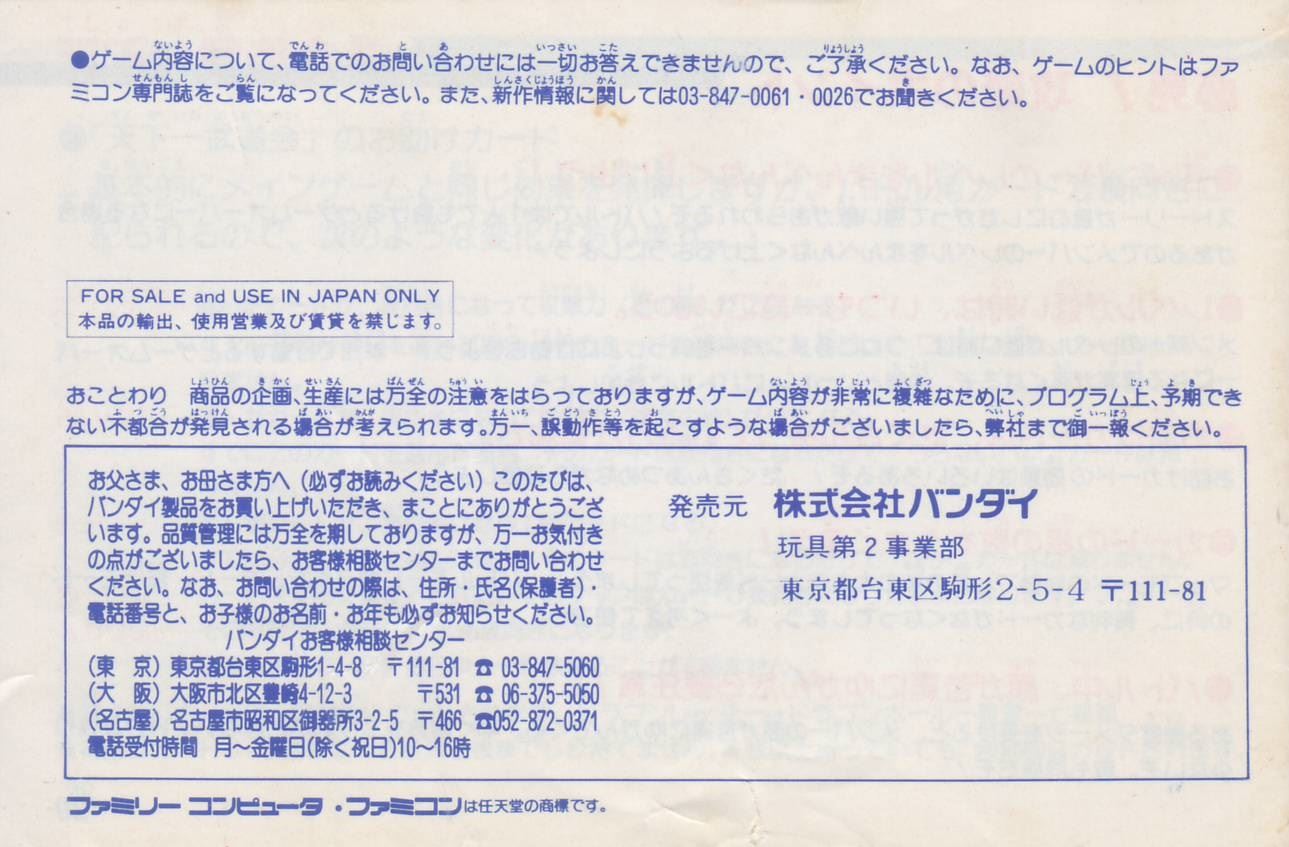 ●ゲーム内容について、電話でのお問い合わせには一切お答えできませんので、ご了承ください。なお、ゲームのヒントはファ
ミコン専門誌をご覧になってください。また、新作情報に関しては03-847-0061・0026でお聞きください。
FOR SALE and USE IN JAPAN ONLY.
本品の輸出、使用営業及び賃貸を禁じます。
おことわり 商品の企画、生産には万全の注意をはらっておりますが、ゲーム内容が非常に複雑なために、プログラム上、予期でき
ない不都合が発見される場合が考えられます。万一、誤動作等を起こすような場合がございましたら、弊社まで御一報ください。
お父さま、お母さま方へ（必ずお読みください）このたびは、
バンダイ製品をお買い上げいただき、まことにありがとうござ
います。品質管理には万全を期しておりますが、万一お気付き
の点がございましたら、お客様相談センターまでお問い合わせ
ください。なお、お問い合わせの際は、住所・氏名(保護者)・
電話番号と、お子様のお名前・お年も必ずお知らせください。
バンダイお客様相談センター
（東　京）東京都台東区駒形1-4-8 〒111-81 ☎ 03-847-5060
（大　阪）大阪市北区豊崎4-12-3 〒531 ☎ 06-375-5050
（名古屋）名古屋市昭和区御器所3-2-5 〒466 ☎052-872-0371
電話受付時間　月～金曜日(除く祝日)10～16時
発売元 株式会社バンダイ
玩具第2事業部
東京都台東区駒形2-5-4 〒111-81
ファミリー コンピュータ・ファミコンは任天堂の商標です。